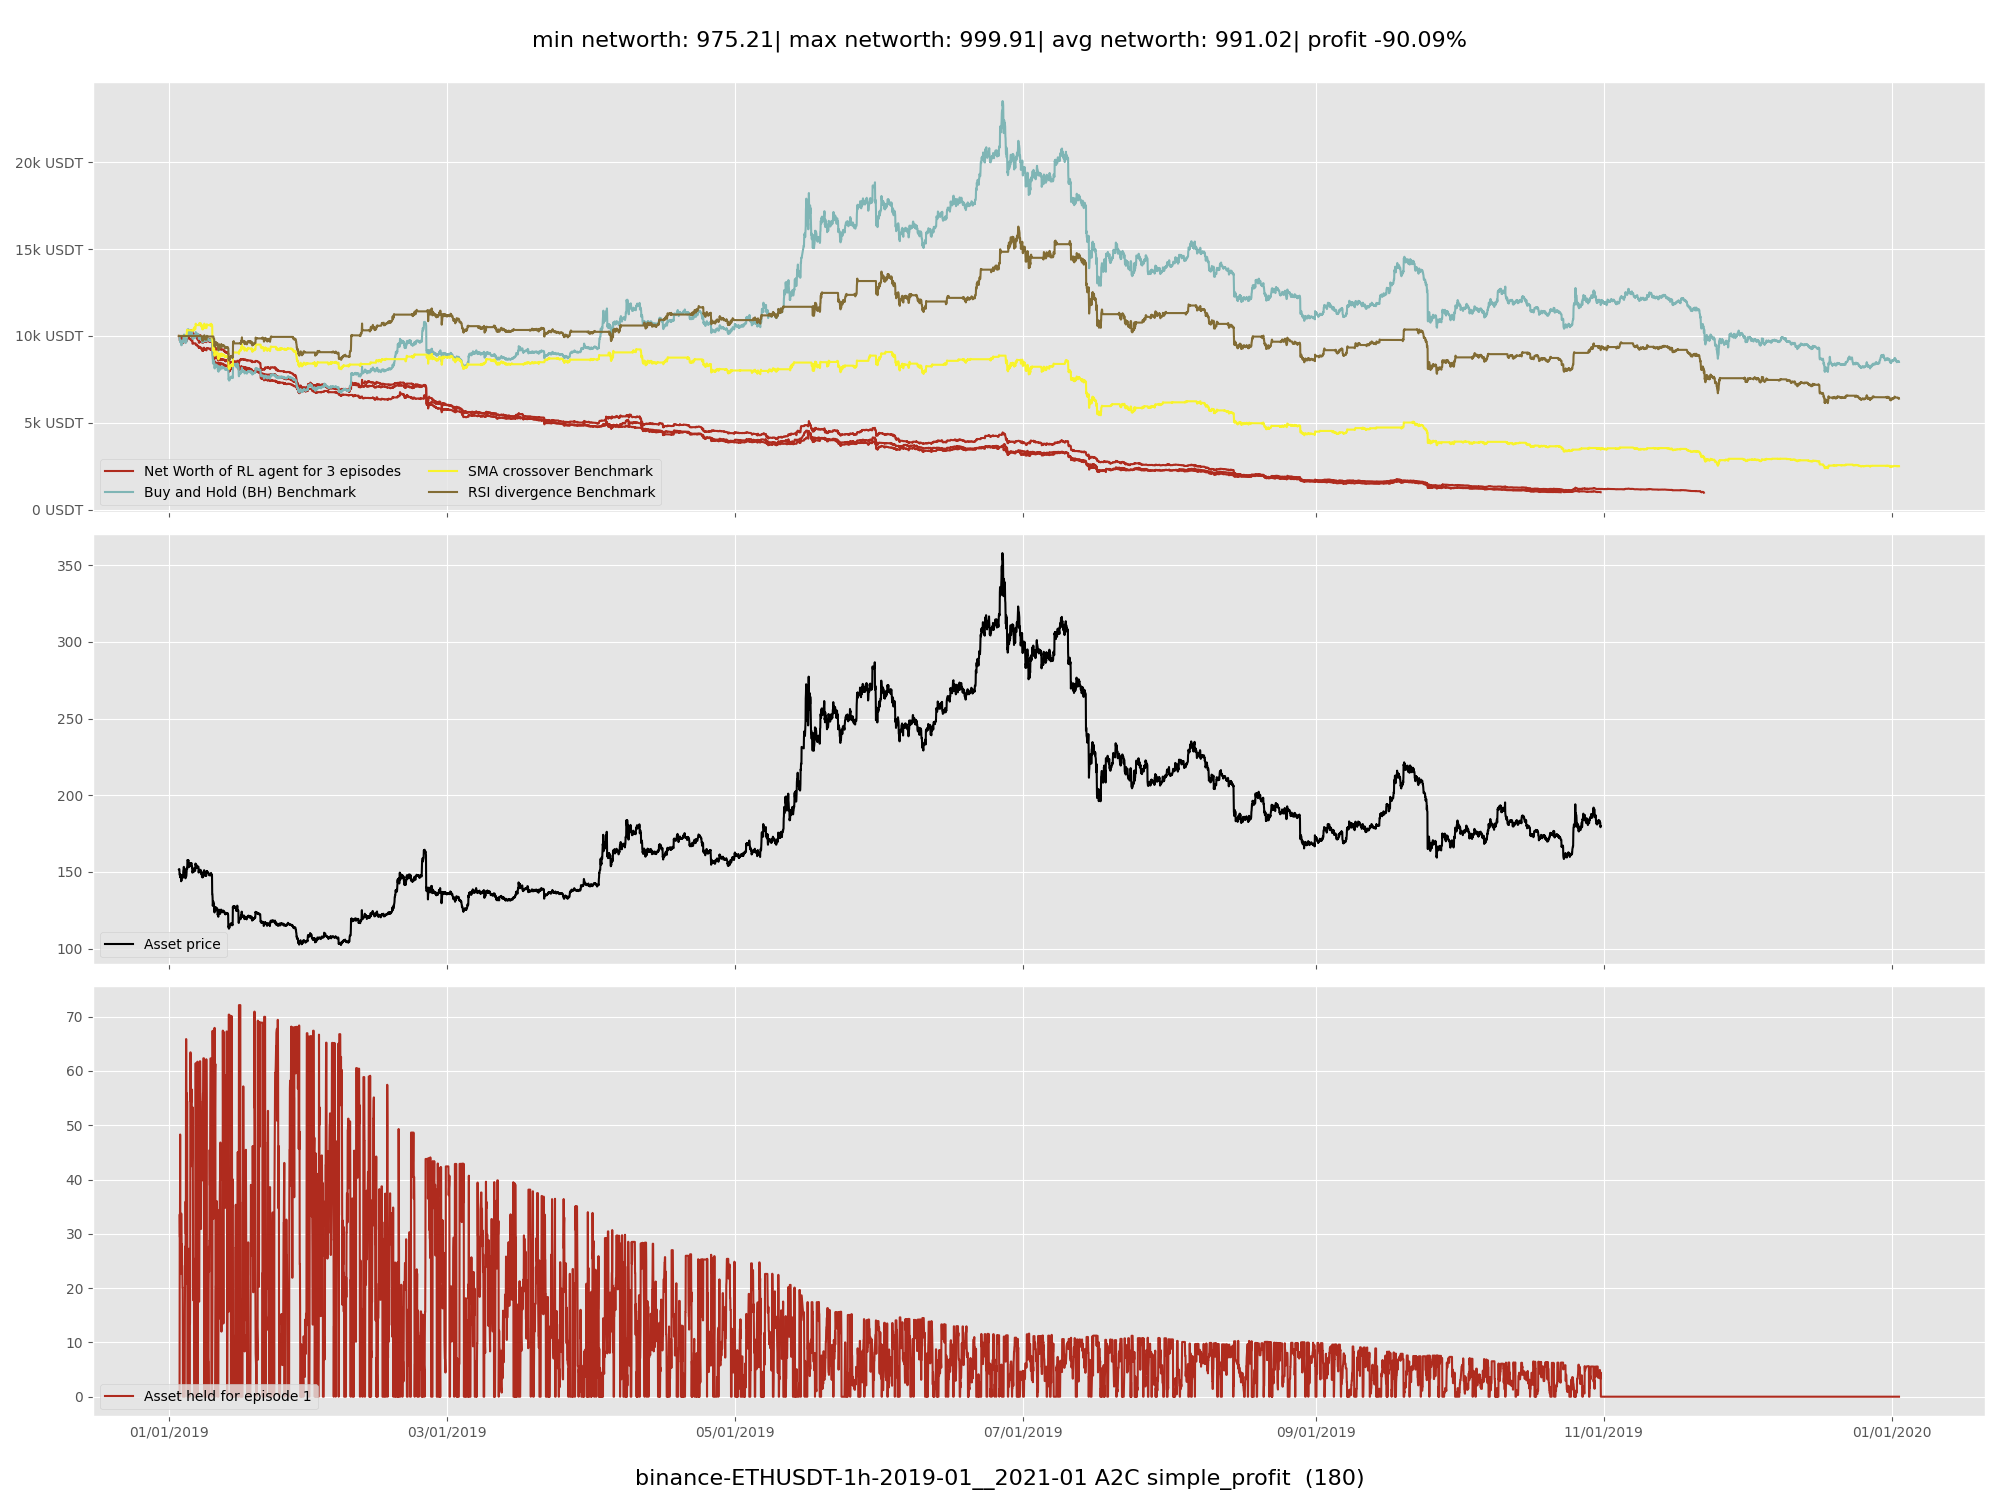 min networth: 975.21| max networth: 999.91| avg networth: 991.02| profit -90.09%
20k USDT
15k USDT
10k USDT
5k USDT
0 USDT
Net Worth of RL agent for 3 episodes
Buy and Hold (BH) Benchmark
SMA crossover Benchmark
RSI divergence Benchmark
350
300
250
200
150
100
Asset price
70
60
50
40
30
20
10
0
Asset held for episode 1
01/01/2019 03/01/2019 05/01/2019 07/01/2019 09/01/2019 11/01/2019 01/01/2020
binance-ETHUSDT-1h-2019-01__2021-01 A2C simple_profit  (180)